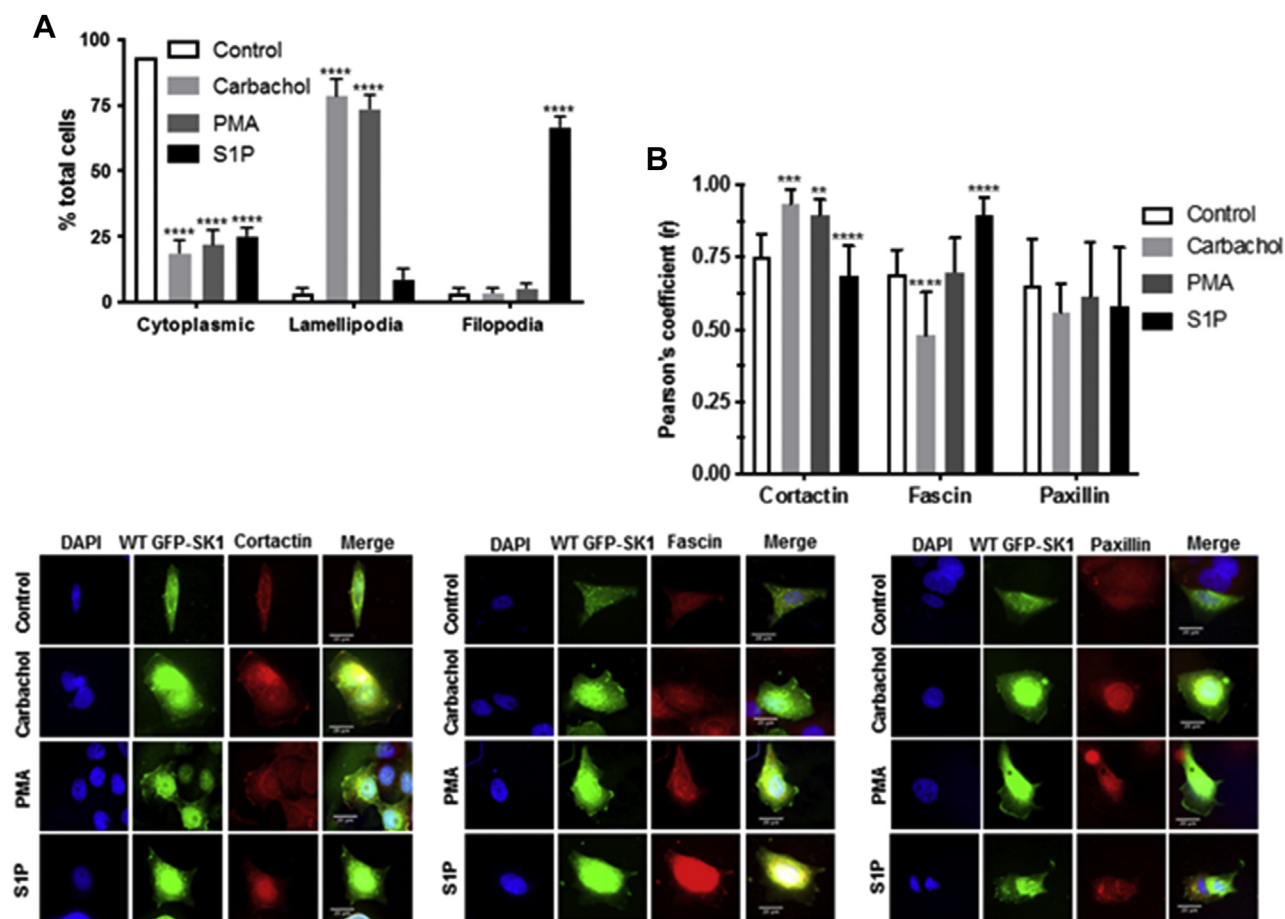 A
% total cells
100
75
50
25
0
Control
Carbachol
PMA
S1P
****
****
****
****
****
****
Cytoplasmic
Lamellipodia
Filopodia
B
Pearson's coefficient (r)
1.00
0.75
0.50
0.25
0.00
***
**
****
****
****
Control
Carbachol
PMA
S1P
Cortactin
Fascin
Paxillin
DAPI WT GFP-SK1 Cortactin Merge
Control
Carbachol
PMA
S1P
DAPI WT GFP-SK1 Fascin Merge
Control
Carbachol
PMA
S1P
DAPI WT GFP-SK1 Paxillin Merge
Control
Carbachol
PMA
S1P